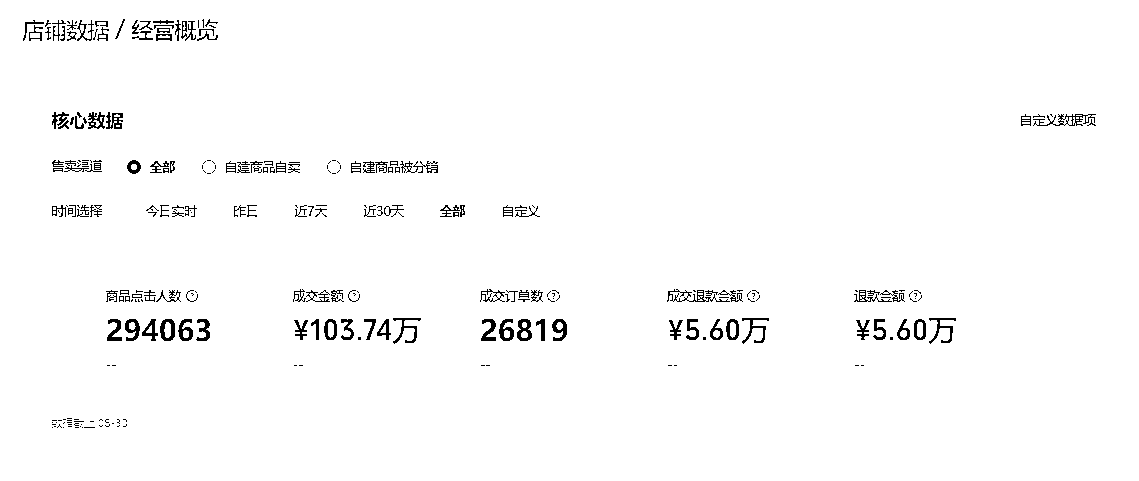 店铺数据 / 经营概览
核心数据 自定义数据项
售卖渠道 全部 自建商品自卖 自建商品被分销
时间选择 今日实时 昨日 近7天 近30天 全部 自定义
商品点击人数 成交金额 成交订单数 成交退款金额 退款金额
294063 ¥103.74万 26819 ¥5.60万 ¥5.60万
-- -- -- -- --
数据截止